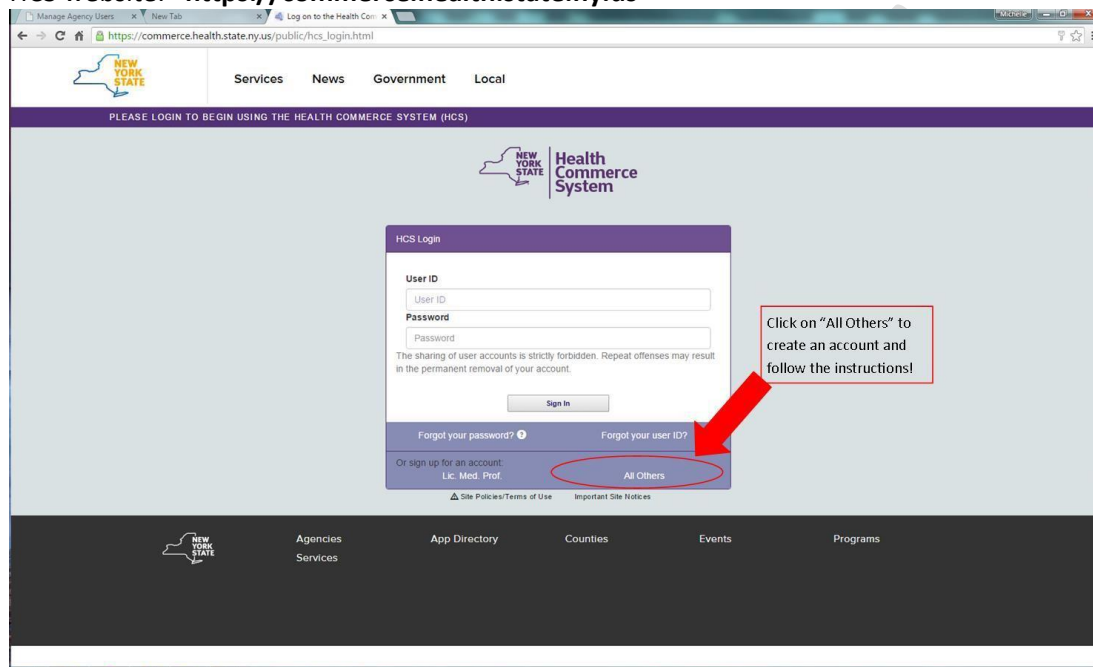 HCS Website: https://commerce.health.state.ny.us
Manage Agency Users
New Tab
Log on to the Health Com
Michele
https://commerce.health.state.ny.us/public/hcs_login.html
NEW
YORK
STATE
Services News Government Local
PLEASE LOGIN TO BEGIN USING THE HEALTH COMMERCE SYSTEM (HCS)
NEW
YORK
STATE
Health
Commerce
System
HCS Login
User ID
User ID
Password
Password
The sharing of user accounts is strictly forbidden. Repeat offenses may result
in the permanent removal of your account.
Sign In
Forgot your password? Forgot your user ID?
Or sign up for an account:
Lic. Med. Prof. All Others
Site Policies/Terms of Use Important Site Notices
Click on "All Others" to
create an account and
follow the instructions!
NEW
YORK
STATE
Agencies App Directory Counties Events Programs
Services